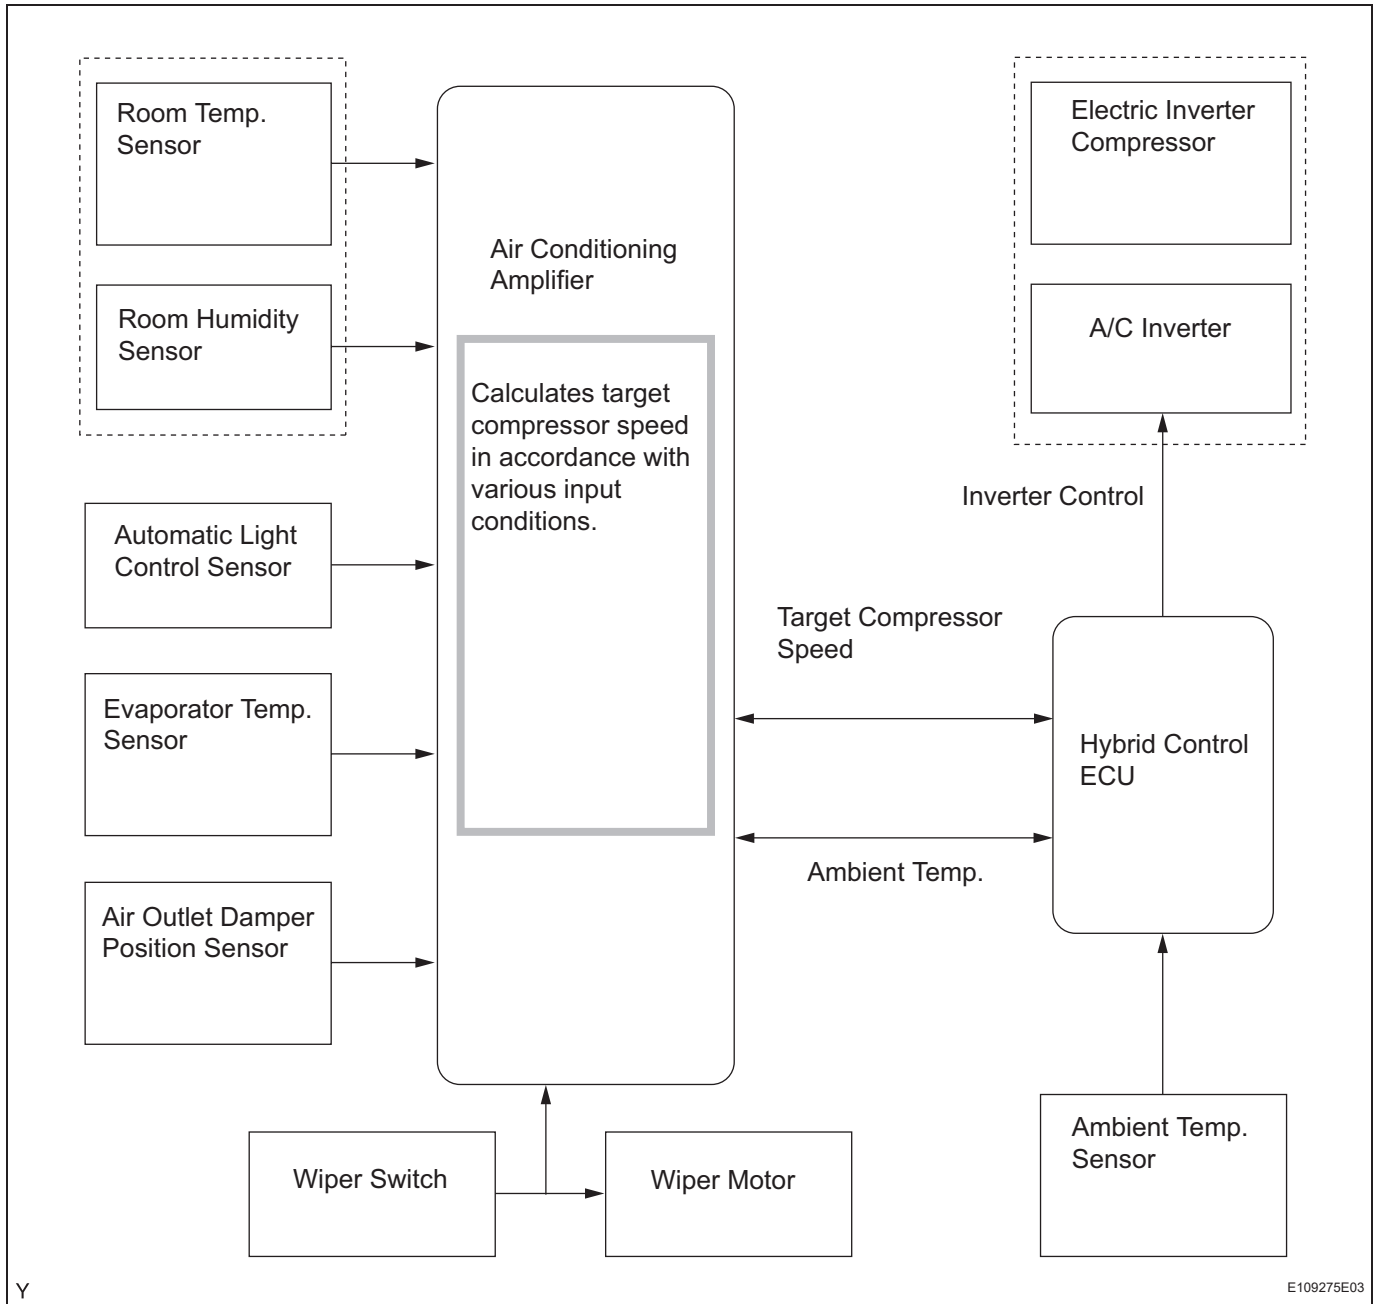 Room Temp.
Sensor
Room Humidity
Sensor
Automatic Light
Control Sensor
Evaporator Temp.
Sensor
Air Outlet Damper
Position Sensor
Air Conditioning
Amplifier
Calculates target
compressor speed
in accordance with
various input
conditions.
Wiper Switch
Wiper Motor
Electric Inverter
Compressor
A/C Inverter
Inverter Control
Target Compressor
Speed
Hybrid Control
ECU
Ambient Temp.
Ambient Temp.
Sensor
Y
E109275E03